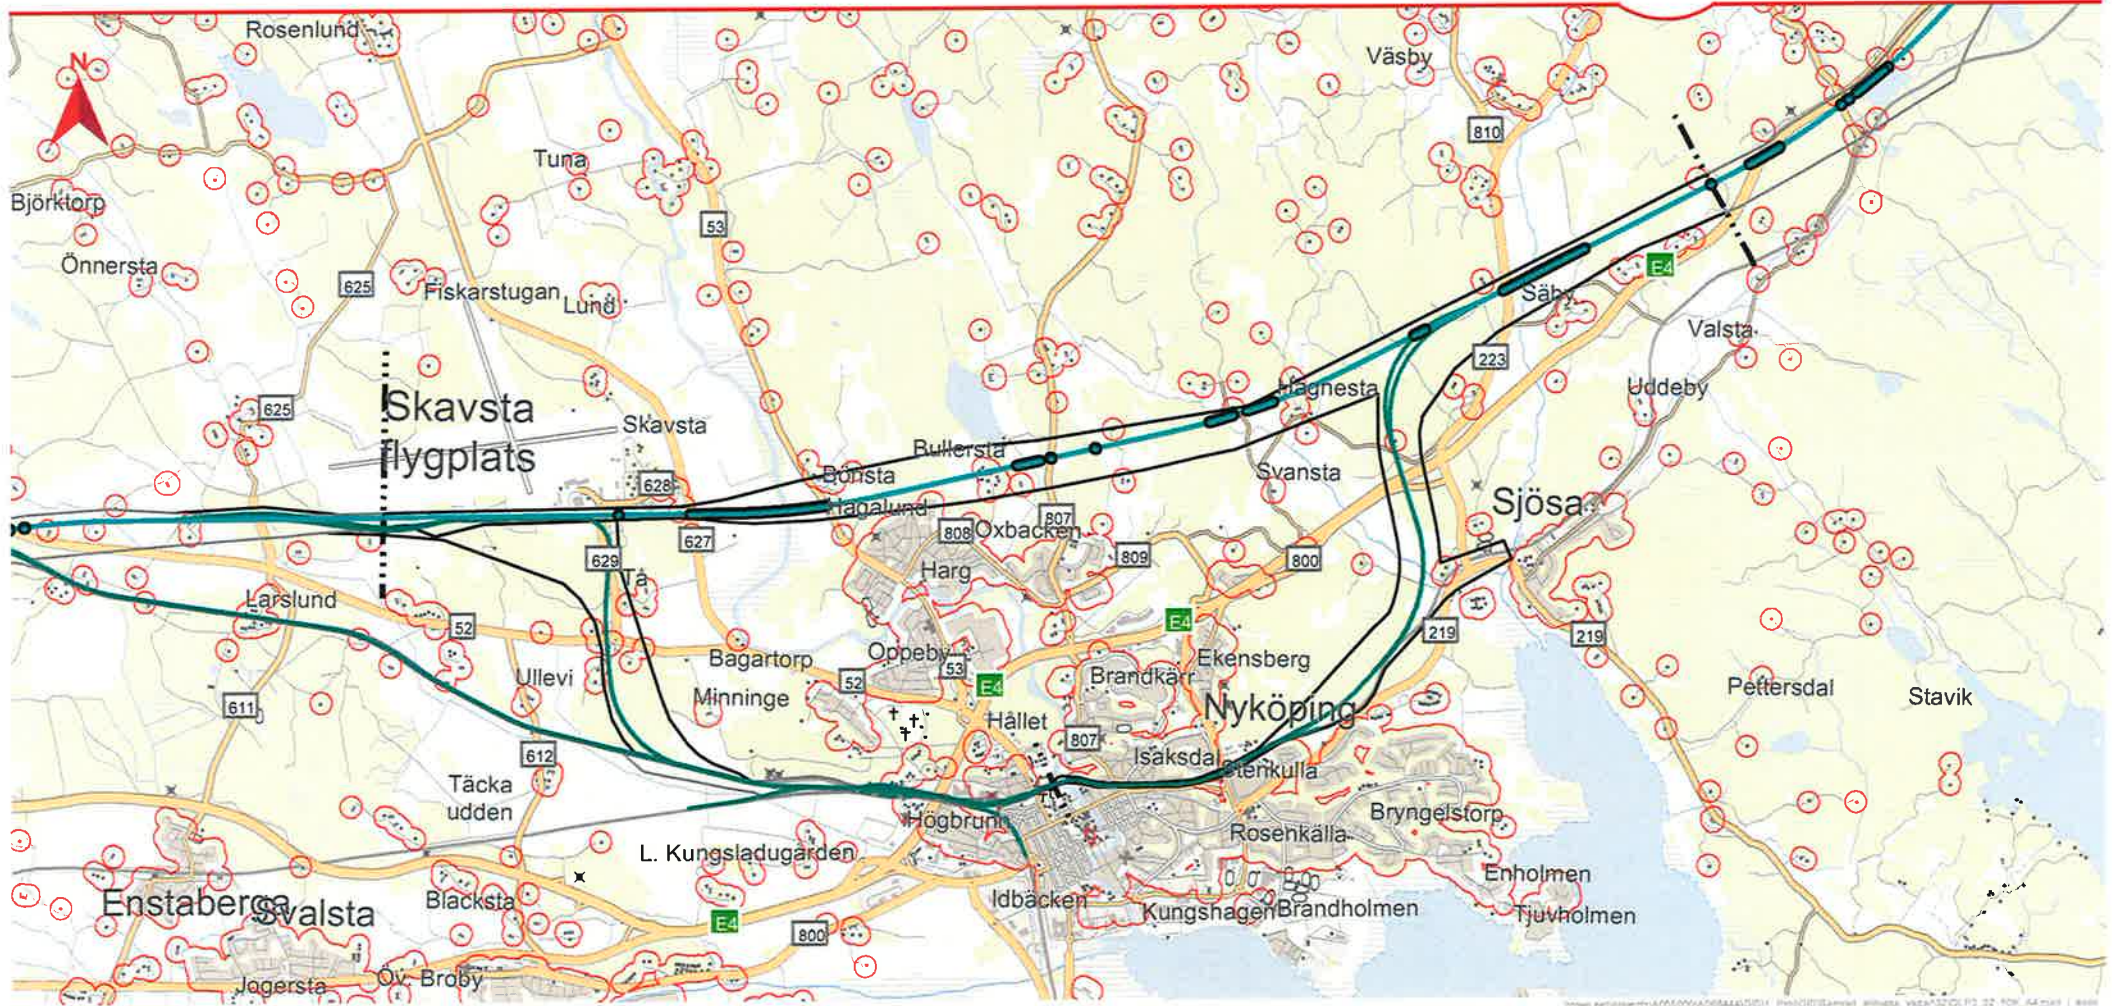 Rosenlund
Väsby
N
810
Tuna
Björktorp
53
Önnersta
E4
625
Fiskarstugan
Lund
Säby
Valsta
223
Hagnesta
Uddeby
625
Skavsta
flygplats
Skavsta
Bullersta
Bönsta
Svansta
628
Sjösa
Hagalund
807
808
Oxbacken
627
809
800
629
Tå
Harg
Larslund
E4
52
219
219
Oppeby
Bagartorp
Ekensberg
53
Brandkärr
Ullevi
52
E4
Pettersdal
Minninge
Stavik
611
Nyköping
Hållet
807
612
Isaksdal
Stenkulla
Täcka
udden
Bryngelstorp
Högbrunn
Rosenkälla
L. Kungsladugården
Enholmen
Enstaberga
Svalsta
Blacksta
Idbäcken
Kungshagen
Brandholmen
Tjuvholmen
E4
800
Öv. Broby
Jogersta